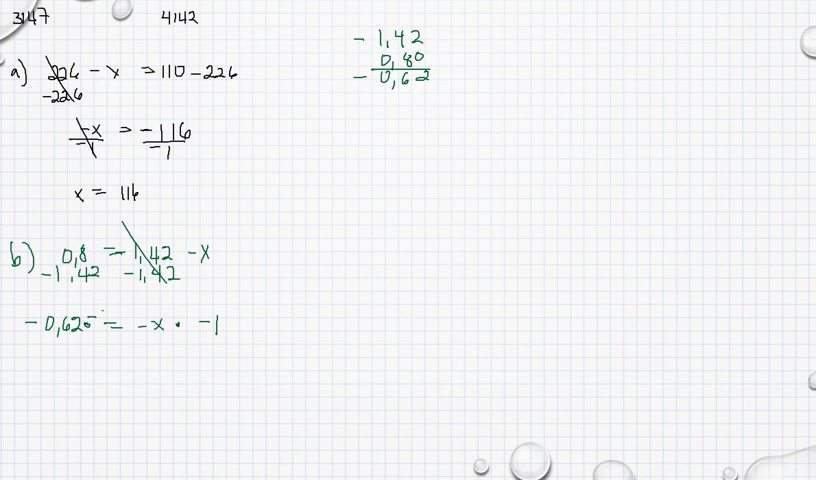 3147 4142
a) 226 - x = 110 - 226
-226
-x = -116
-1 -1
x = 116
b) 0,8 = 1,42 - x
-1,42 -1,42
- 0,62 = -x · -1
- 1,42
0,80
- 0,62